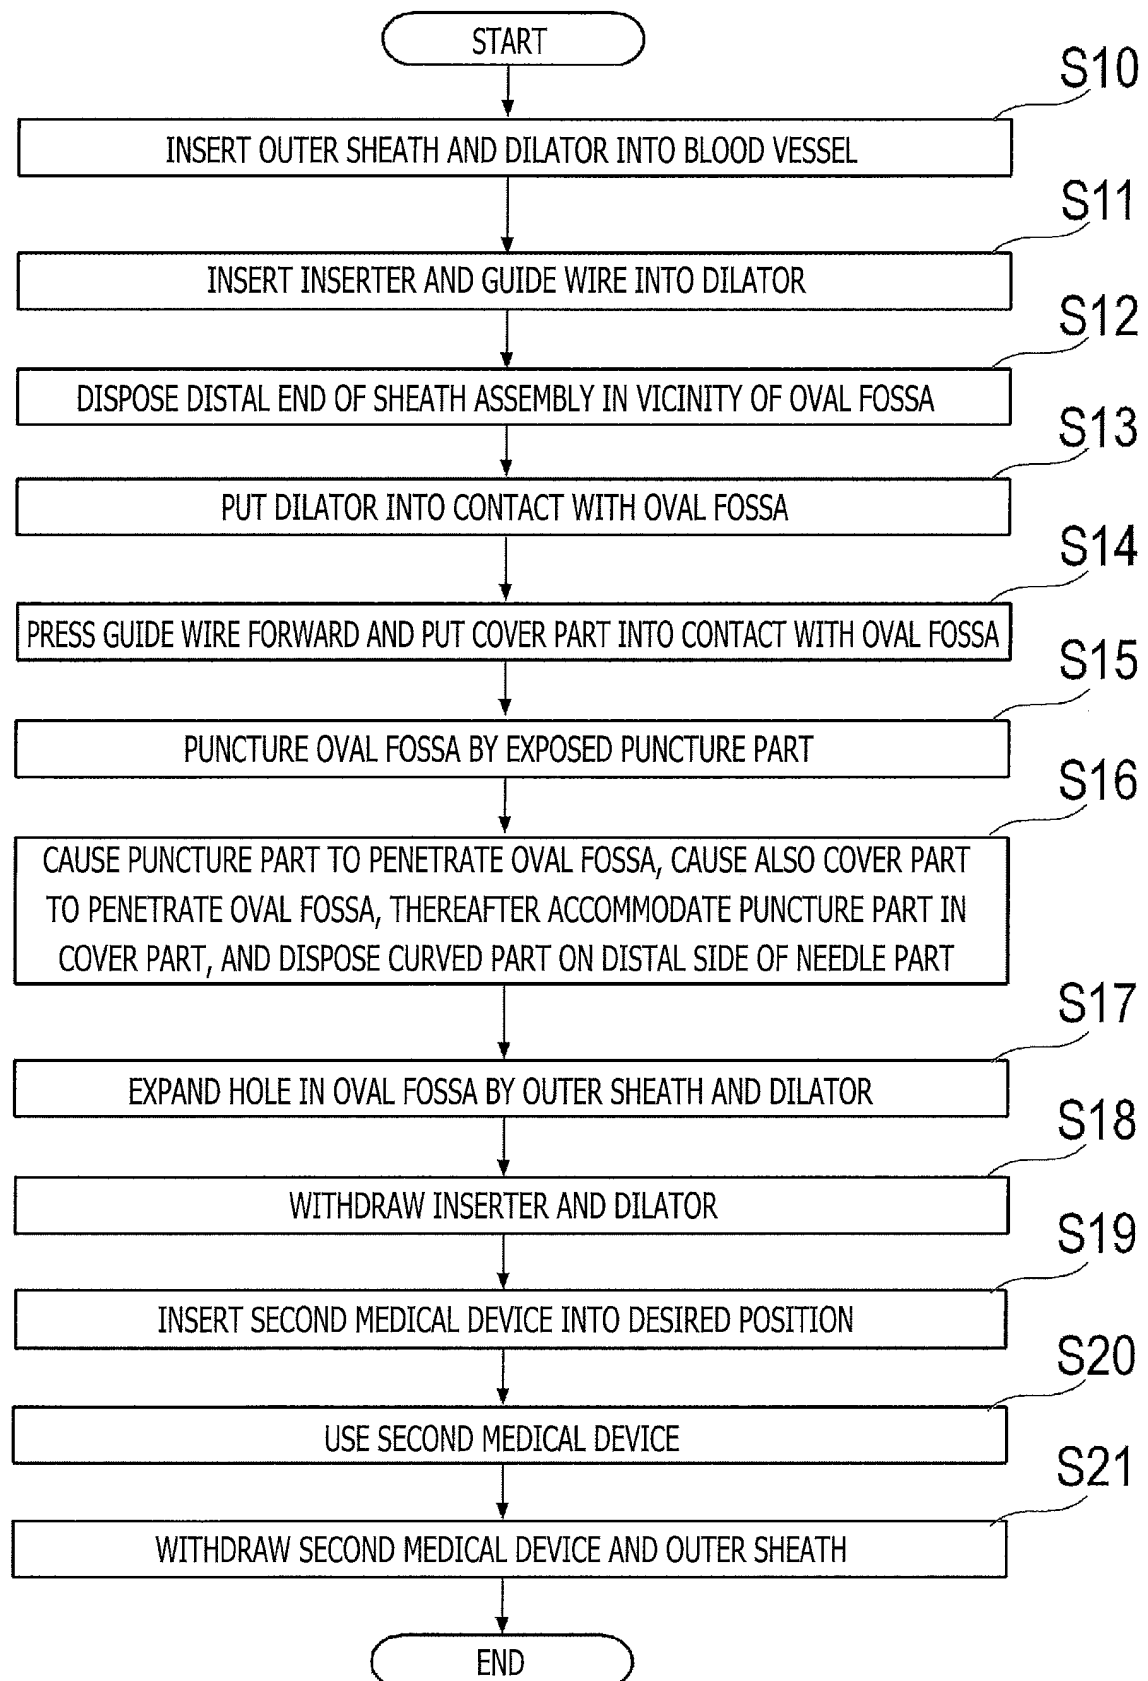 START
S10
INSERT OUTER SHEATH AND DILATOR INTO BLOOD VESSEL
S11
INSERT INSERTER AND GUIDE WIRE INTO DILATOR
S12
DISPOSE DISTAL END OF SHEATH ASSEMBLY IN VICINITY OF OVAL FOSSA
S13
PUT DILATOR INTO CONTACT WITH OVAL FOSSA
S14
PRESS GUIDE WIRE FORWARD AND PUT COVER PART INTO CONTACT WITH OVAL FOSSA
S15
PUNCTURE OVAL FOSSA BY EXPOSED PUNCTURE PART
S16
CAUSE PUNCTURE PART TO PENETRATE OVAL FOSSA, CAUSE ALSO COVER PART
TO PENETRATE OVAL FOSSA, THEREAFTER ACCOMMODATE PUNCTURE PART IN
COVER PART, AND DISPOSE CURVED PART ON DISTAL SIDE OF NEEDLE PART
S17
EXPAND HOLE IN OVAL FOSSA BY OUTER SHEATH AND DILATOR
S18
WITHDRAW INSERTER AND DILATOR
S19
INSERT SECOND MEDICAL DEVICE INTO DESIRED POSITION
S20
USE SECOND MEDICAL DEVICE
S21
WITHDRAW SECOND MEDICAL DEVICE AND OUTER SHEATH
END